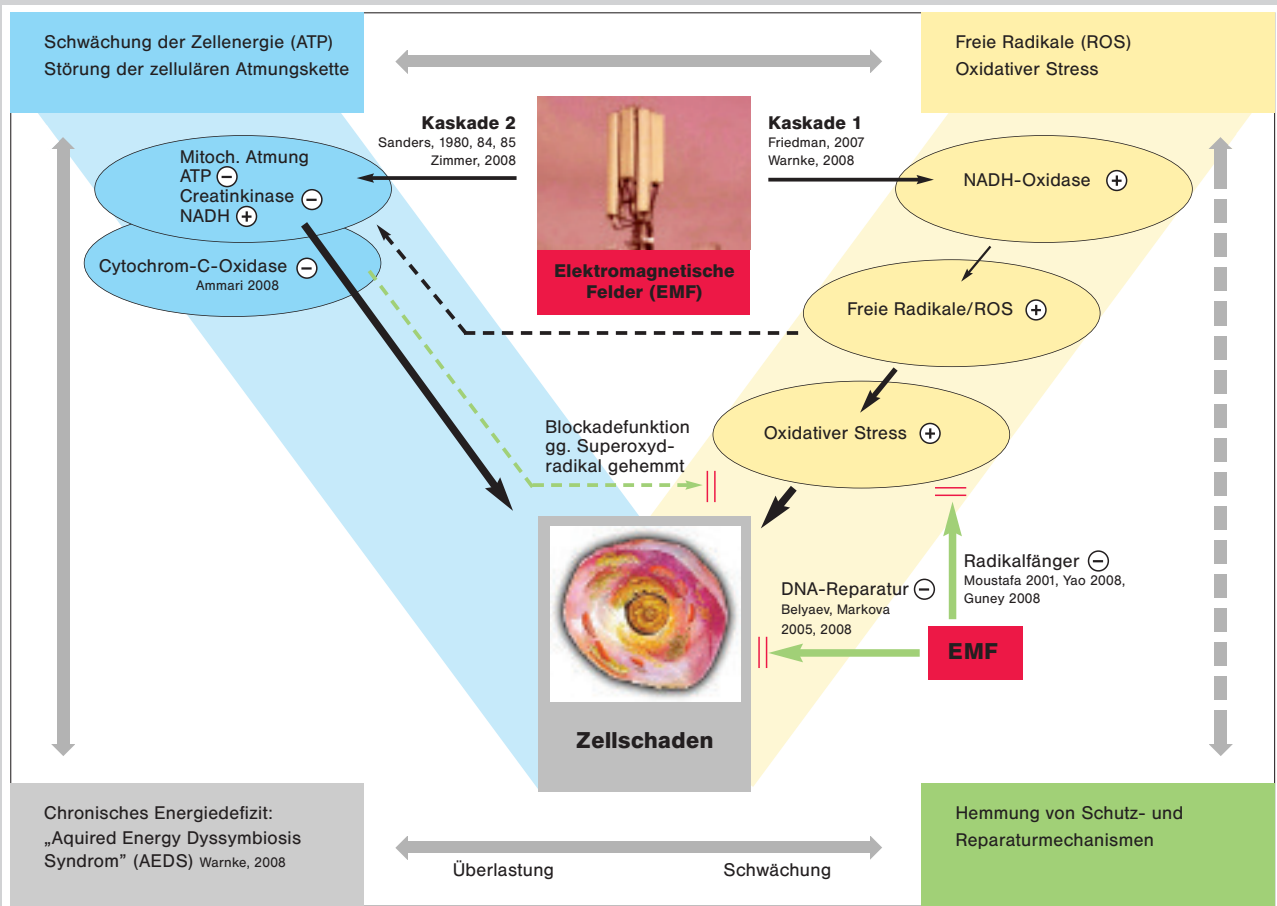 Schwächung der Zellenergie (ATP)
Störung der zellulären Atmungskette
Freie Radikale (ROS)
Oxidativer Stress
Kaskade 2
Sanders, 1980, 84, 85
Zimmer, 2008
Kaskade 1
Friedman, 2007
Warnke, 2008
Mitoch. Atmung
ATP −
Creatinkinase −
NADH +
NADH-Oxidase +
Cytochrom-C-Oxidase −
Ammari 2008
Elektromagnetische
Felder (EMF)
Freie Radikale/ROS +
Blockadefunktion
gg. Superoxyd-
radikal gehemmt
Oxidativer Stress +
DNA-Reparatur −
Belyaev, Markova
2005, 2008
Radikalfänger −
Moustafa 2001, Yao 2008,
Guney 2008
EMF
Zellschaden
Chronisches Energiedefizit:
„Aquired Energy Dyssymbiosis
Syndrom” (AEDS) Warnke, 2008
Überlastung
Schwächung
Hemmung von Schutz- und
Reparaturmechanismen